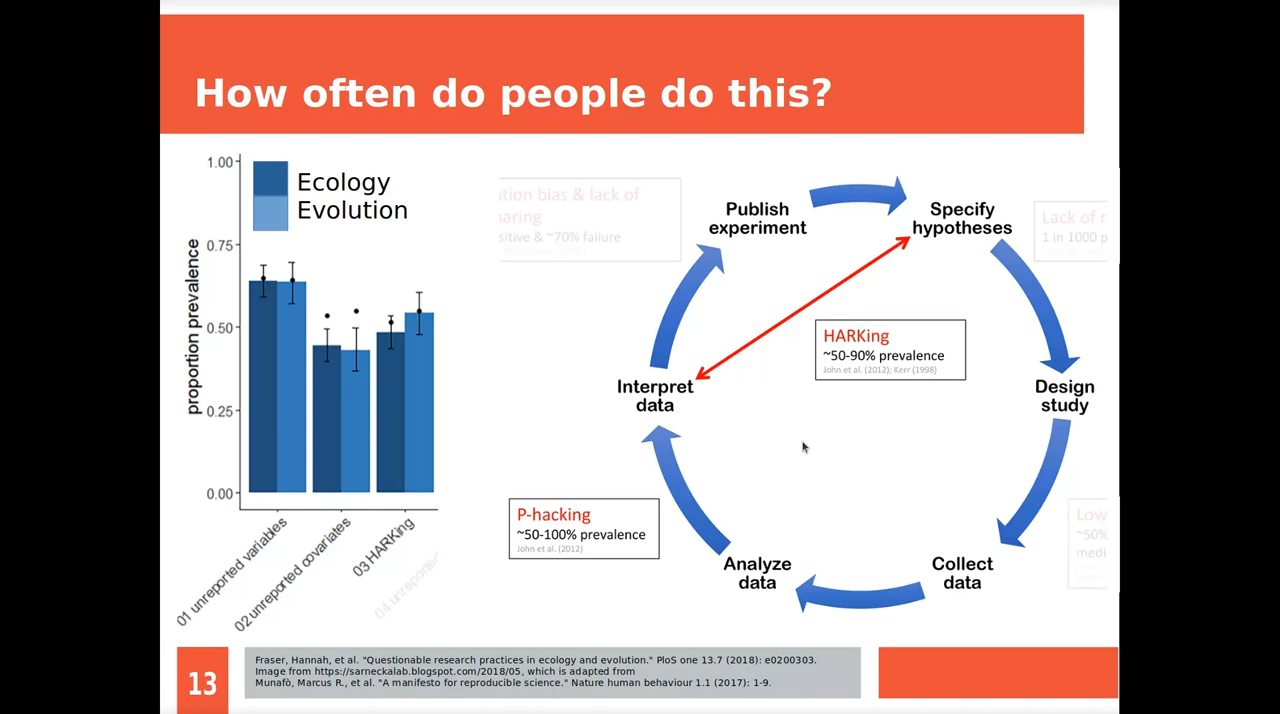 How often do people do this?
1.00
0.75
0.50
0.25
0.00
proportion prevalence
Ecology
Evolution
01 unreported variables
02 unreported covariates
03 HARKing
04 unreporter
tion bias & lack of
haring
sitive & ~70% failure
Publish
experiment
Specify
hypotheses
Lack of r
1 in 1000 p
HARKing
~50-90% prevalence
John et al. (2012); Kerr (1998)
Interpret
data
Design
study
P-hacking
~50-100% prevalence
John et al. (2012)
Analyze
data
Collect
data
Low
~50%
medi
13
Fraser, Hannah, et al. "Questionable research practices in ecology and evolution." PloS one 13.7 (2018): e0200303.
Image from https://sarneckalab.blogspot.com/2018/05, which is adapted from
Munafò, Marcus R., et al. "A manifesto for reproducible science." Nature human behaviour 1.1 (2017): 1-9.